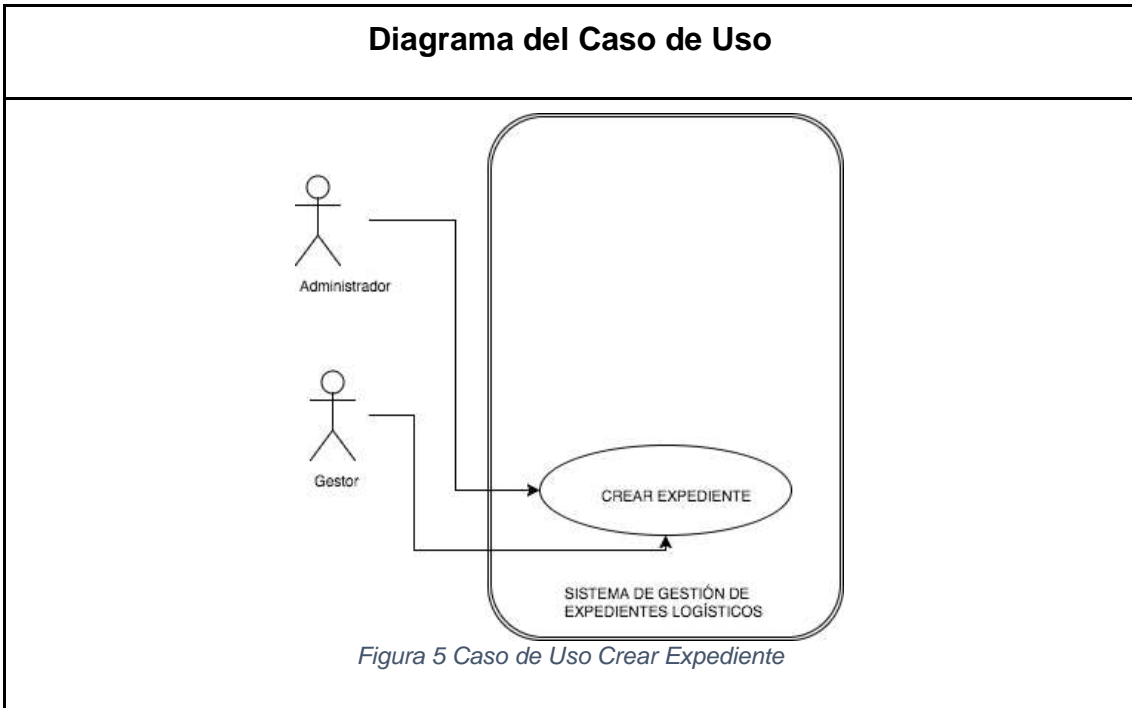 Diagrama del Caso de Uso
Administrador
Gestor
CREAR EXPEDIENTE
SISTEMA DE GESTIÓN DE
EXPEDIENTES LOGÍSTICOS
Figura 5 Caso de Uso Crear Expediente